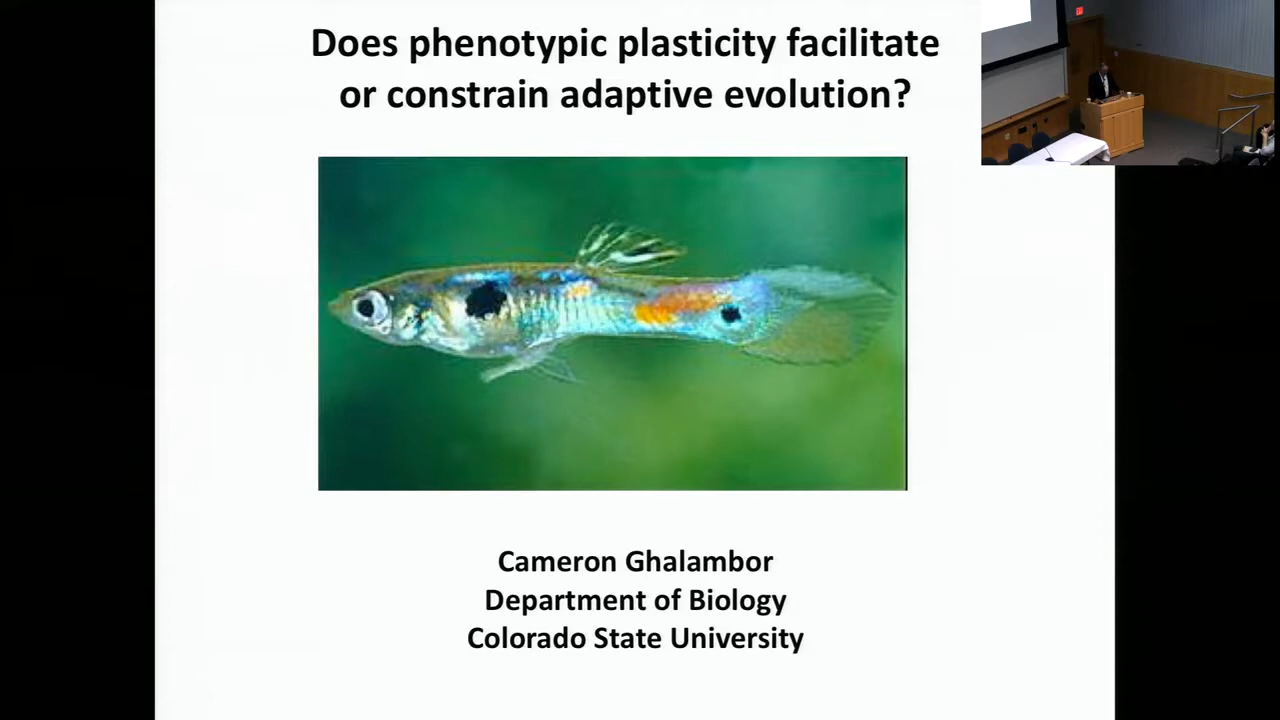 Does phenotypic plasticity facilitate
or constrain adaptive evolution?
Cameron Ghalambor
Department of Biology
Colorado State University